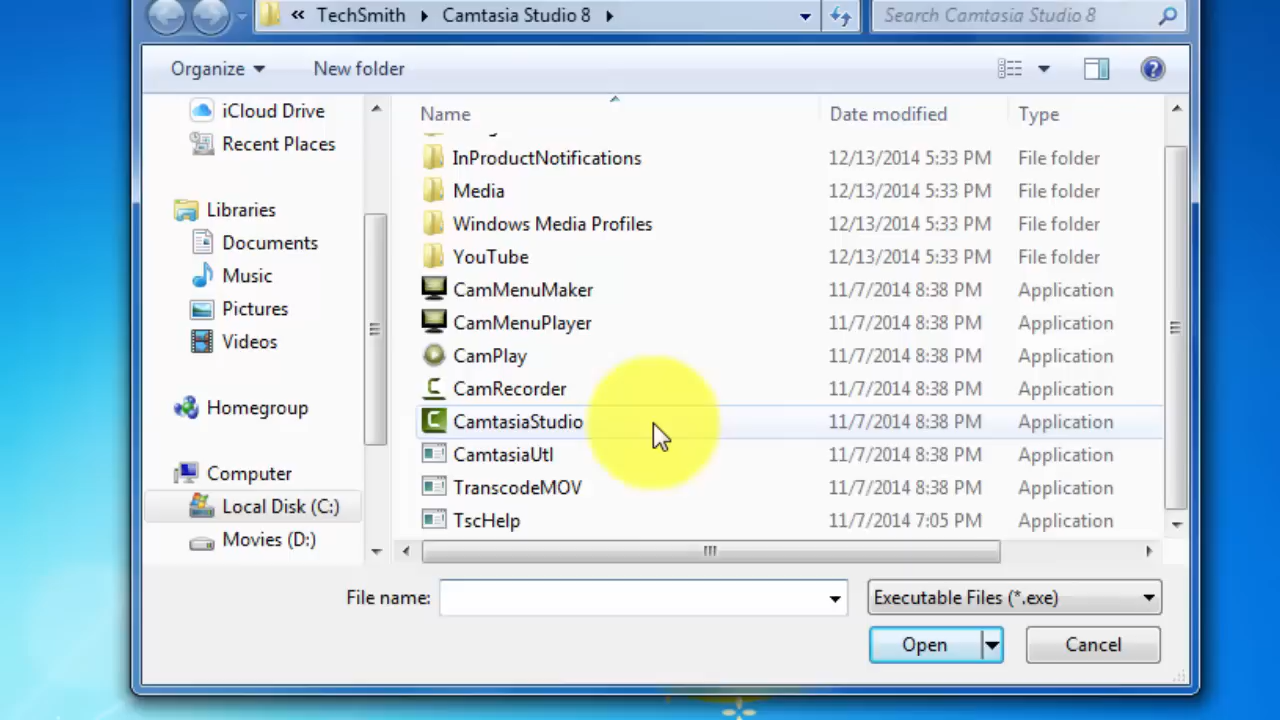 « TechSmith Camtasia Studio 8 Search Camtasia Studio 8
Organize New folder
Name Date modified Type
iCloud Drive
Recent Places
Libraries
Documents
Music
Pictures
Videos
Homegroup
Computer
Local Disk (C:)
Movies (D:)
InProductNotifications 12/13/2014 5:33 PM File folder
Media 12/13/2014 5:33 PM File folder
Windows Media Profiles 12/13/2014 5:33 PM File folder
YouTube 12/13/2014 5:33 PM File folder
CamMenuMaker 11/7/2014 8:38 PM Application
CamMenuPlayer 11/7/2014 8:38 PM Application
CamPlay 11/7/2014 8:38 PM Application
CamRecorder 11/7/2014 8:38 PM Application
CamtasiaStudio 11/7/2014 8:38 PM Application
CamtasiaUtl 11/7/2014 8:38 PM Application
TranscodeMOV 11/7/2014 8:38 PM Application
TscHelp 11/7/2014 7:05 PM Application
File name: Executable Files (*.exe)
Open Cancel